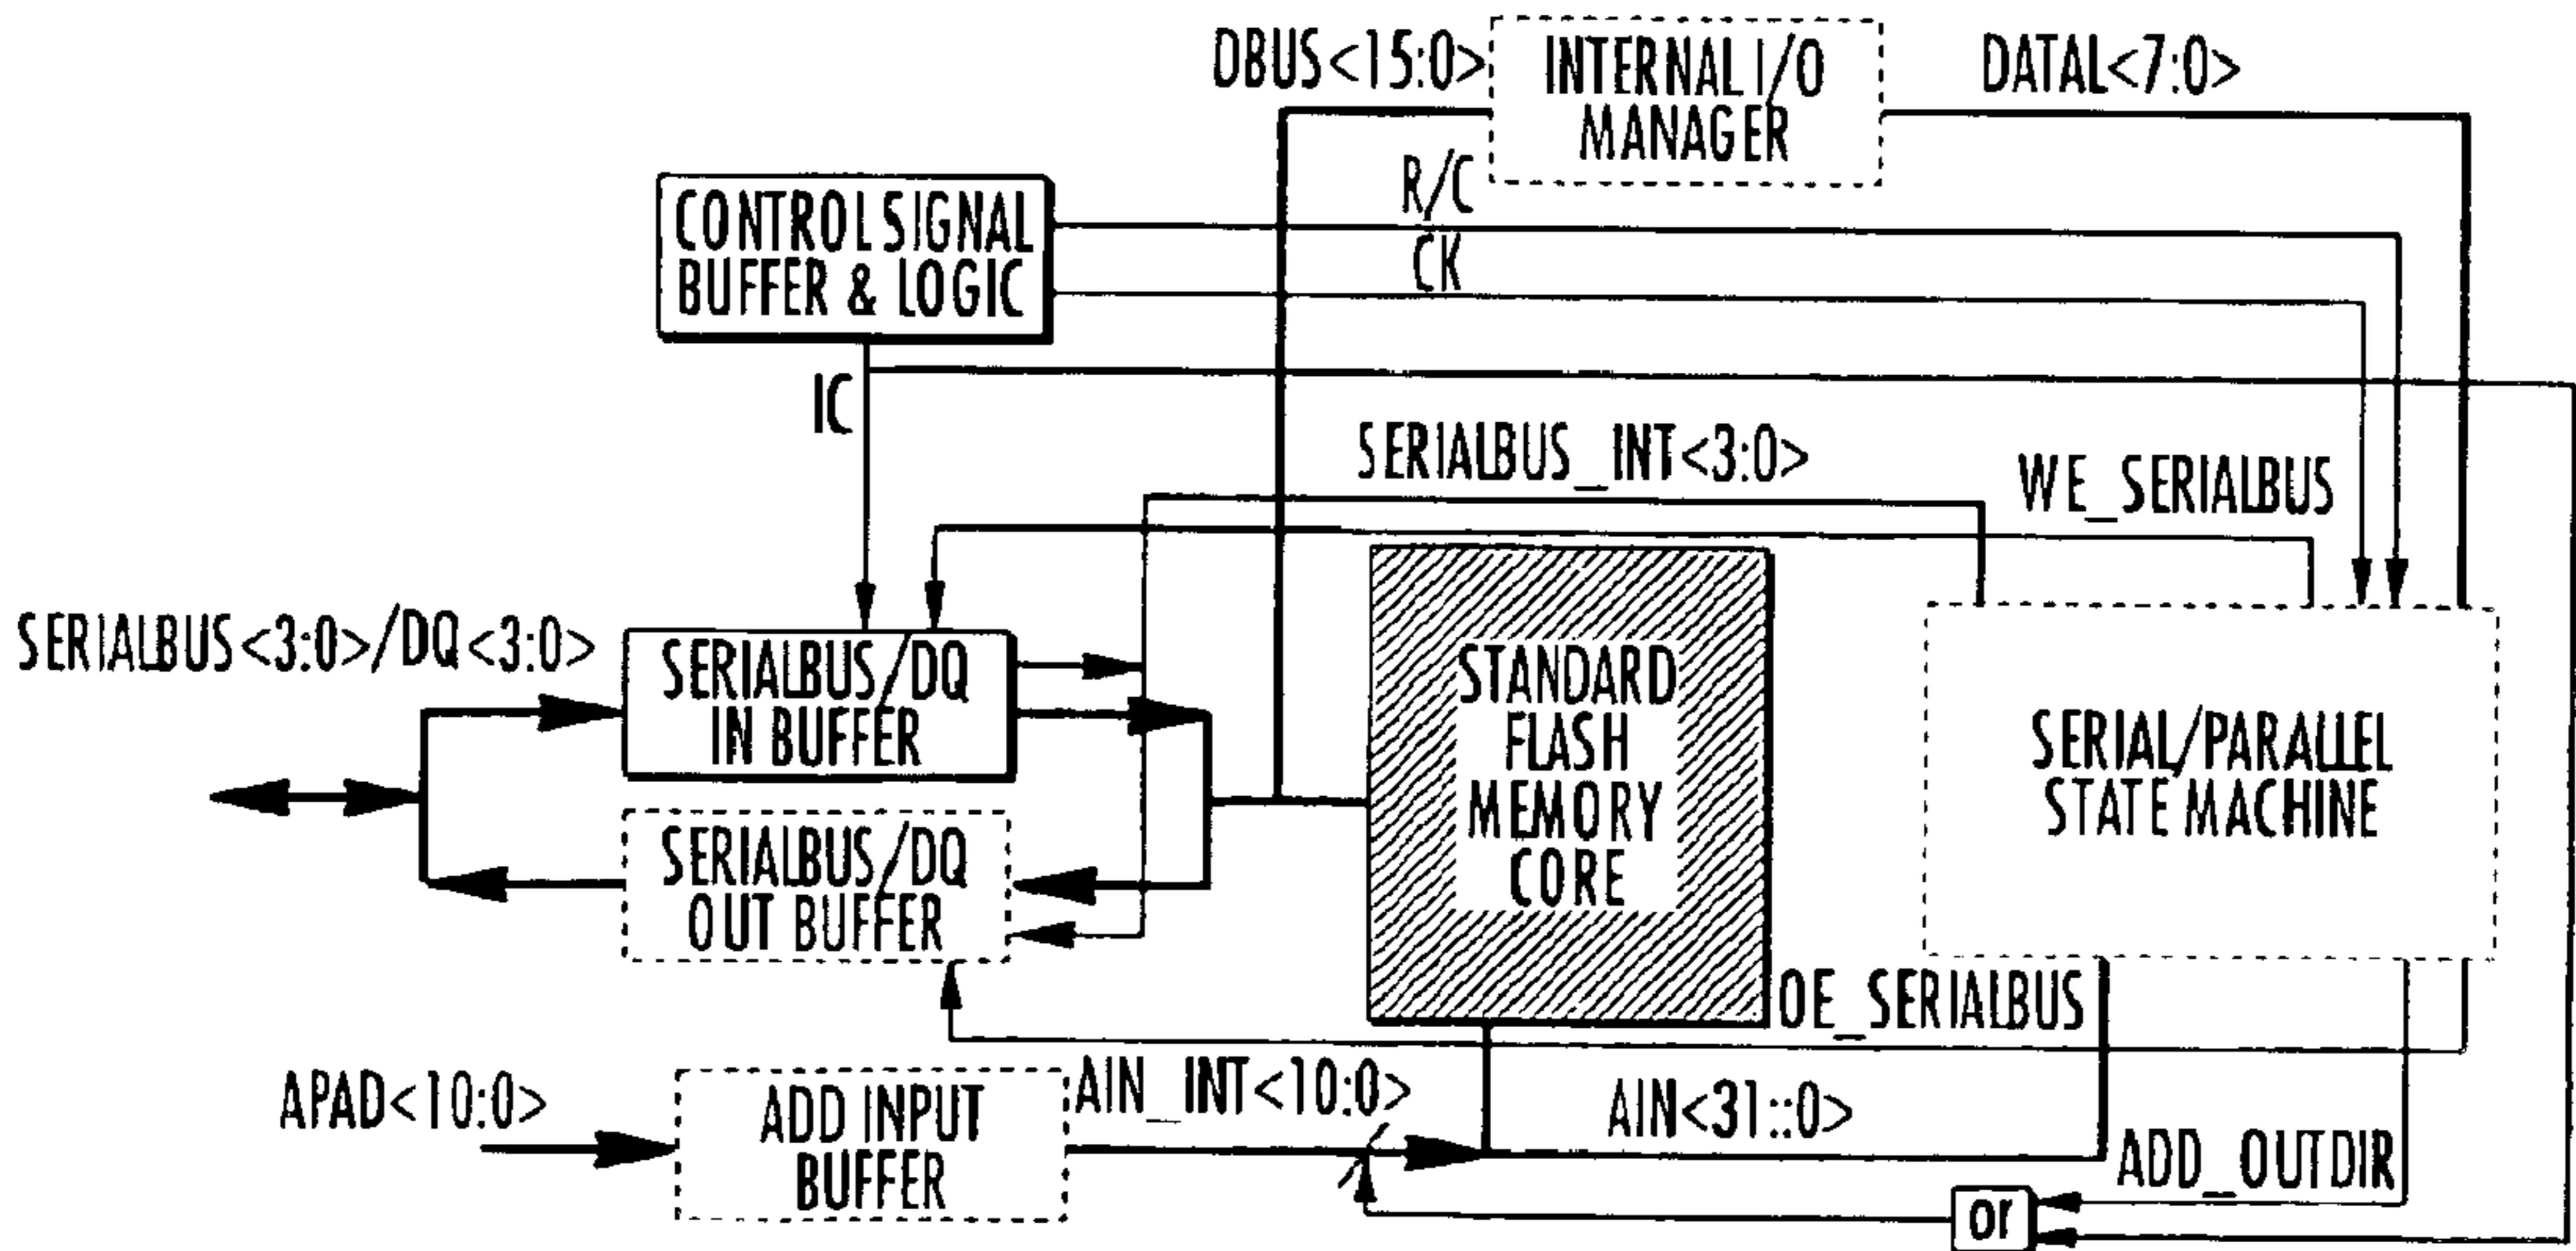 DBUS<15:0>
INTERNAL I/O
MANAGER
DATAL<7:0>
CONTROL SIGNAL
BUFFER & LOGIC
R/C
CK
IC
SERIALBUS_INT<3:0>
WE_SERIALBUS
SERIALBUS<3:0>/DQ<3:0>
SERIALBUS/DQ
IN BUFFER
STANDARD
FLASH
MEMORY
CORE
SERIAL/PARALLEL
STATE MACHINE
SERIALBUS/DQ
OUT BUFFER
OE_SERIALBUS
APAD<10:0>
ADD INPUT
BUFFER
AIN_INT<10:0>
AIN<31::0>
ADD_OUTDIR
or